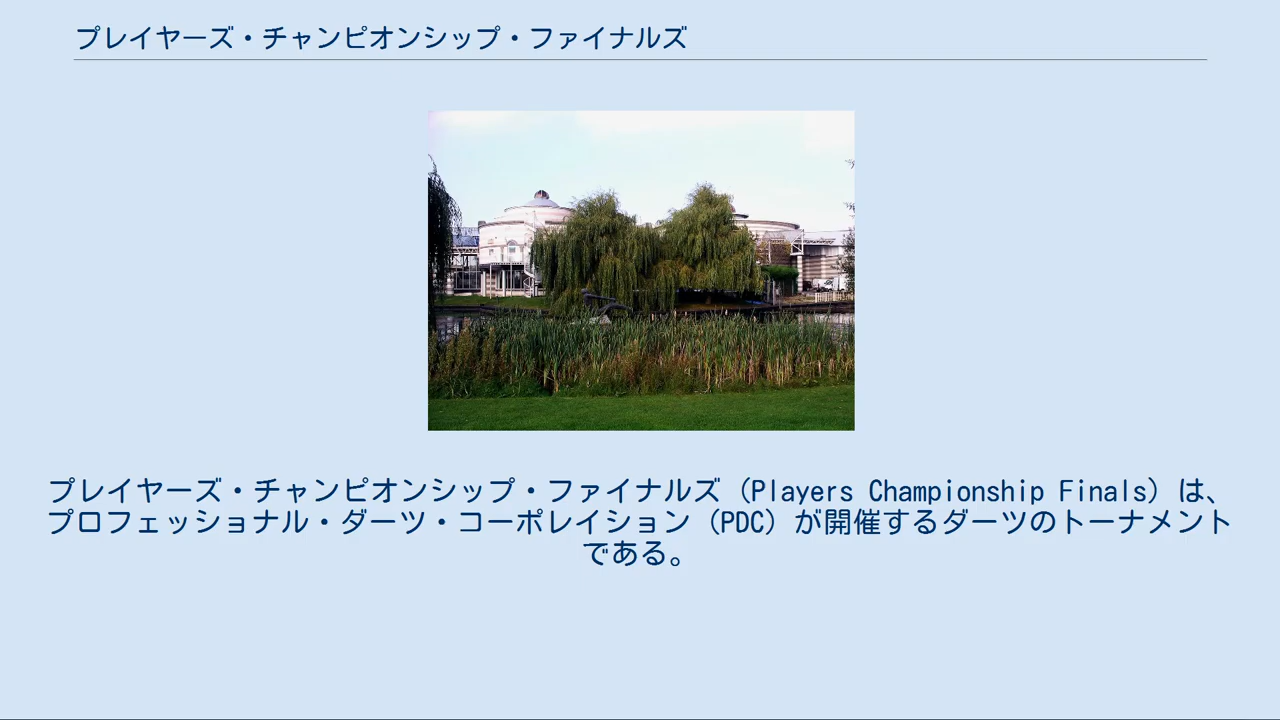 プレイヤーズ・チャンピオンシップ・ファイナルズ
プレイヤーズ・チャンピオンシップ・ファイナルズ（Players Championship Finals）は、
プロフェッショナル・ダーツ・コーポレイション（PDC）が開催するダーツのトーナメント
である。